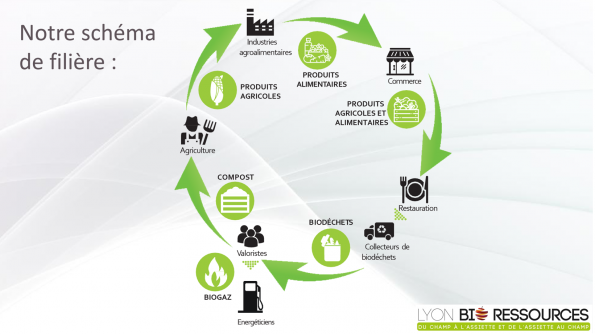 Notre schéma
de filière :
Industries
agroalimentaires
PRODUITS
ALIMENTAIRES
Commerce
PRODUITS
AGRICOLES
PRODUITS
AGRICOLES ET
ALIMENTAIRES
Agriculture
COMPOST
Restauration
BIODÉCHETS
Collecteurs de
biodéchets
Valoristes
BIOGAZ
Energéticiens
LYON BIO RESSOURCES
DU CHAMP À L'ASSIETTE ET DE L'ASSIETTE AU CHAMP